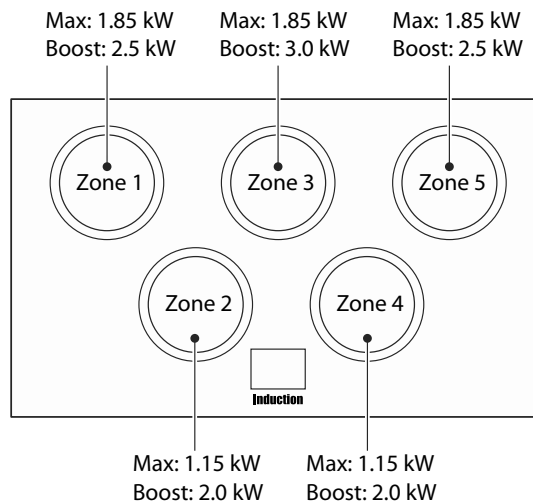 Max: 1.85 kW
Boost: 2.5 kW
Max: 1.85 kW
Boost: 3.0 kW
Max: 1.85 kW
Boost: 2.5 kW
Zone 1
Zone 3
Zone 5
Zone 2
Zone 4
Induction
Max: 1.15 kW
Boost: 2.0 kW
Max: 1.15 kW
Boost: 2.0 kW